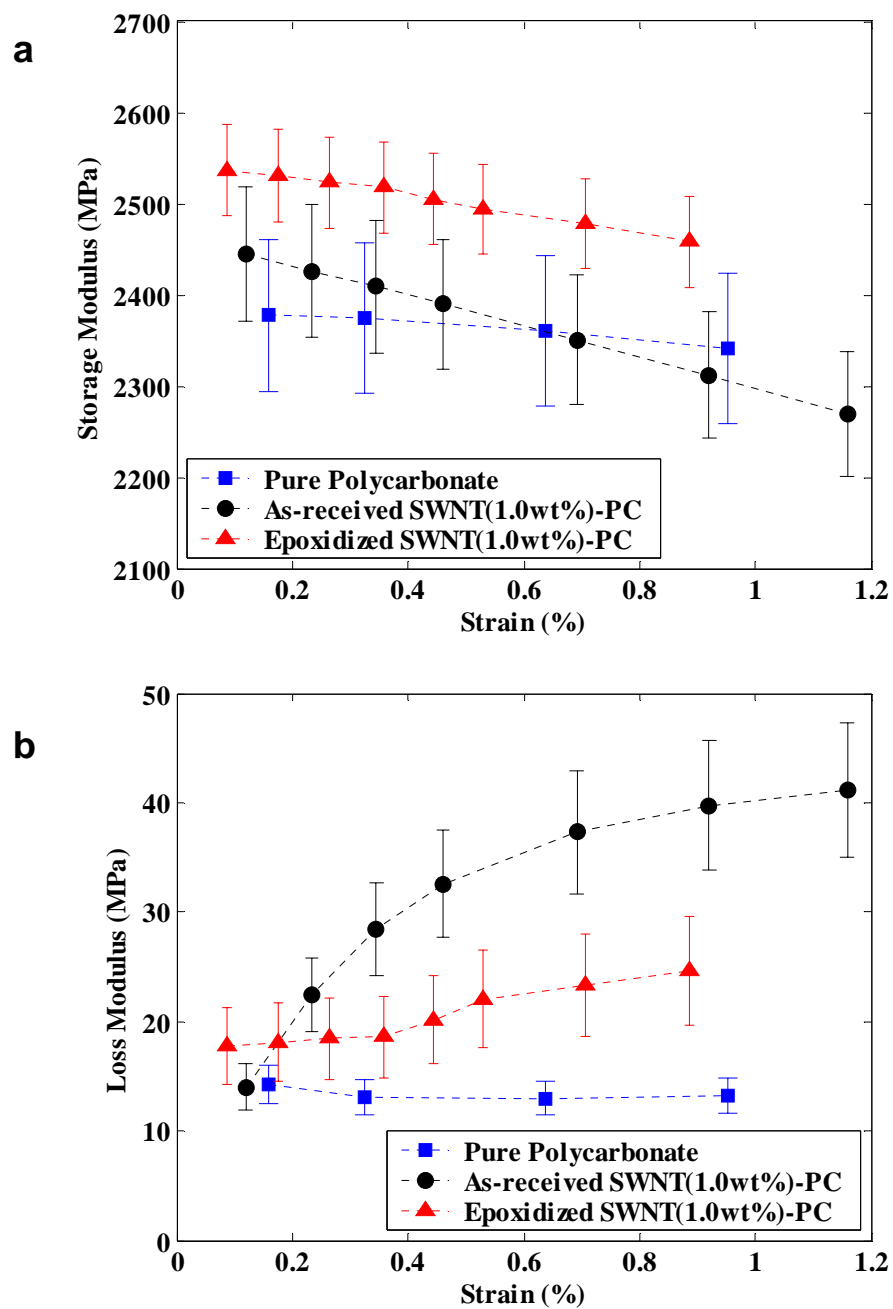 a
2700
2600
2500
2400
2300
2200
2100
Storage Modulus (MPa)
Pure Polycarbonate
As-received SWNT(1.0wt%)-PC
Epoxidized SWNT(1.0wt%)-PC
0 0.2 0.4 0.6 0.8 1 1.2
Strain (%)
b
50
40
30
20
10
0
Loss Modulus (MPa)
Pure Polycarbonate
As-received SWNT(1.0wt%)-PC
Epoxidized SWNT(1.0wt%)-PC
0 0.2 0.4 0.6 0.8 1 1.2
Strain (%)